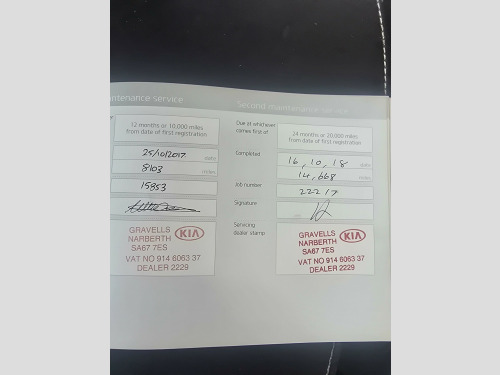 ntenance service
12 months or 10,000 miles
from date of first registration
25/10/2017 date
8103 miles
15853
GRAVELLS KIA
NARBERTH
SA67 7ES
VAT NO 914 6063 37
DEALER 2229
Second maintenance service
Due at whichever
comes first of
24 months or 20,000 miles
from date of first registration
Completed
16, 10, 18 date
14,668 miles
Job number
22217
Signature
Servicing
dealer stamp
GRAVELLS KIA
NARBERTH
SA67 7ES
VAT NO 914 6063 37
DEALER 2229